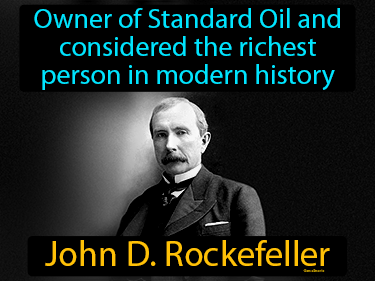 Owner of Standard Oil and
considered the richest
person in modern history
John D. Rockefeller